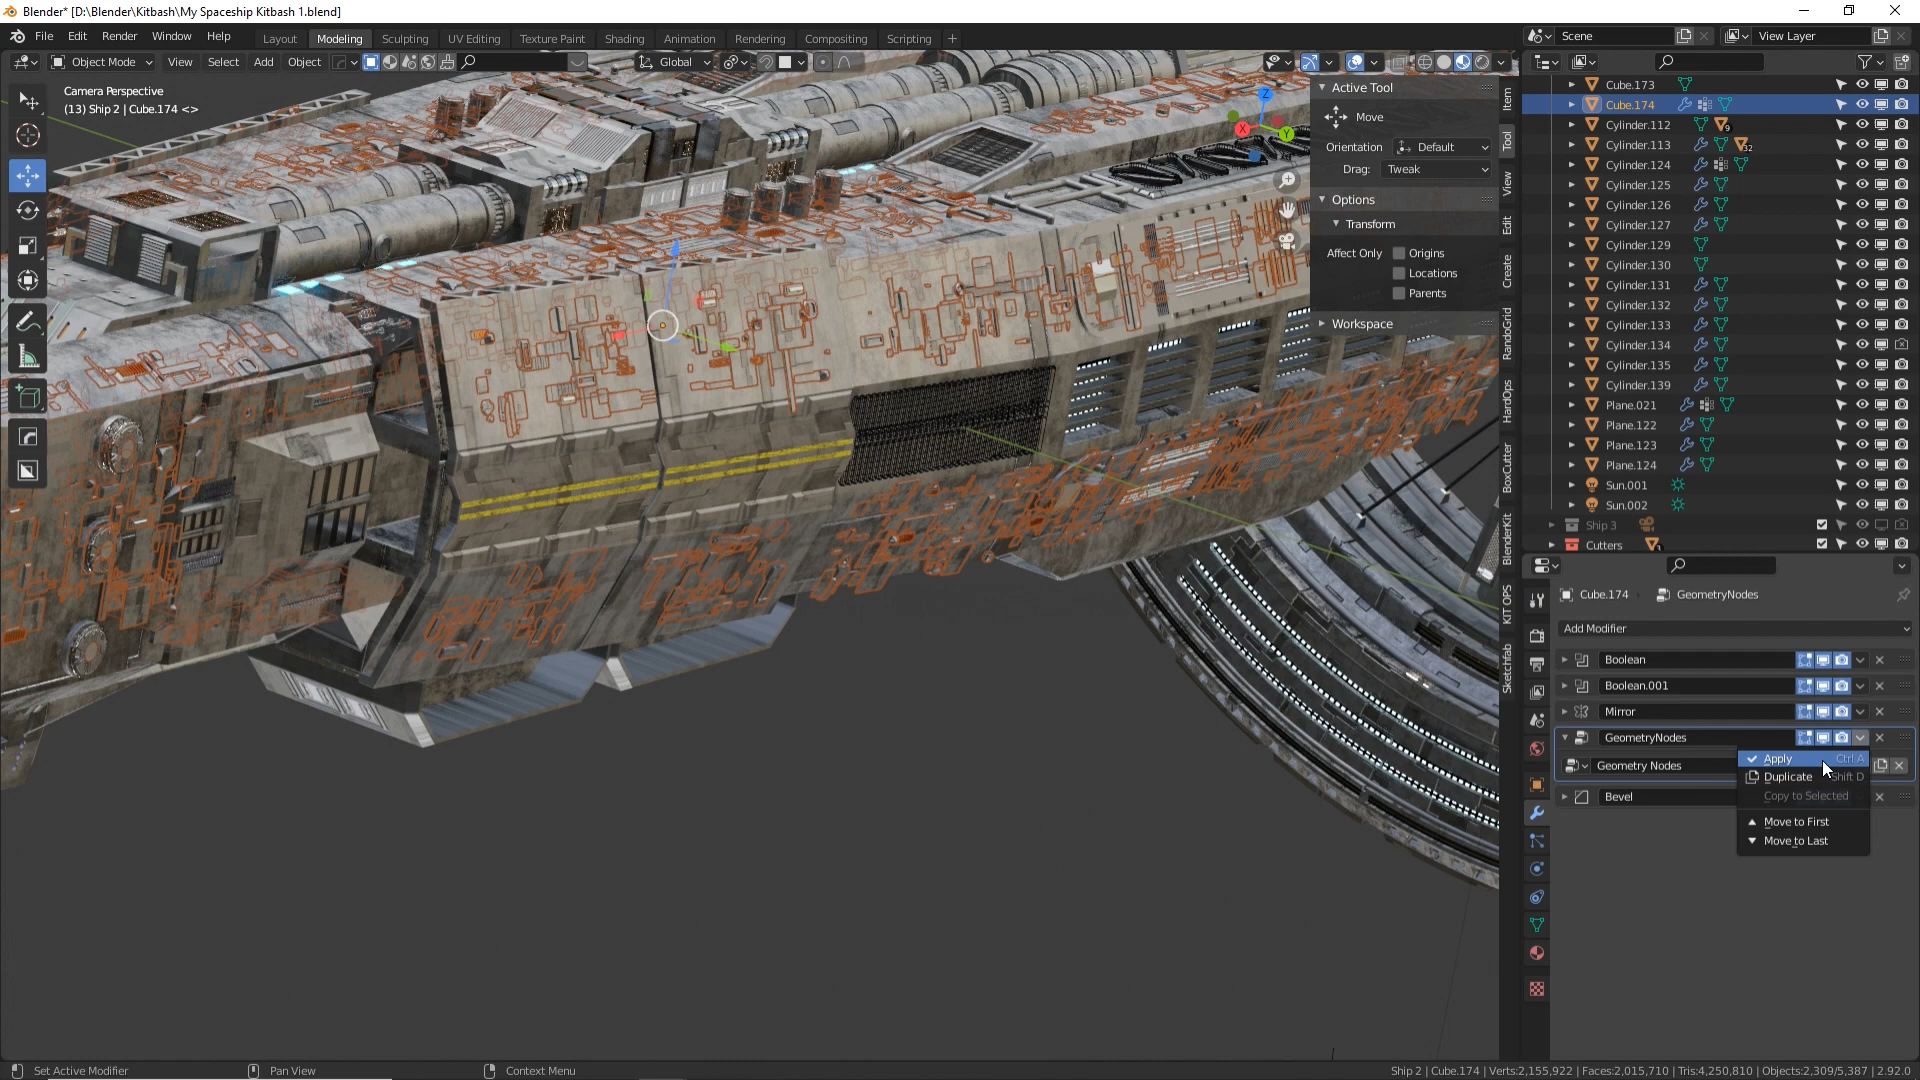 Blender* [D:\Blender\Kitbash\My Spaceship Kitbash 1.blend]
File Edit Render Window Help Layout Modeling Sculpting UV Editing Texture Paint Shading Animation Rendering Compositing Scripting Scene View Layer
Object Mode View Select Add Object Global
Camera Perspective
(13) Ship 2 | Cube.174 <>
Z
X
Y
Active Tool
Move
Orientation Default
Drag: Tweak
Options
Transform
Affect Only Origins
Locations
Parents
Workspace
Item
Tool
View
Edit
Create
RandoGrid
HardOps
BoxCutter
BlenderKit
KIT OPS
Sketchfab
Cube.173
Cube.174
Cylinder.112 9
Cylinder.113 32
Cylinder.124
Cylinder.125
Cylinder.126
Cylinder.127
Cylinder.129
Cylinder.130
Cylinder.131
Cylinder.132
Cylinder.133
Cylinder.134
Cylinder.135
Cylinder.139
Plane.021
Plane.122
Plane.123
Plane.124
Sun.001
Sun.002
Ship 3
Cutters
Cube.174 GeometryNodes
Add Modifier
Boolean
Boolean.001
Mirror
GeometryNodes
Geometry Nodes
Bevel
Apply Ctrl A
Duplicate Shift D
Copy to Selected
Move to First
Move to Last
Set Active Modifier Pan View Context Menu Ship 2 | Cube.174 | Verts:2,155,922 | Faces:2,015,710 | Tris:4,250,810 | Objects:2,309/5,387 | 2.92.0